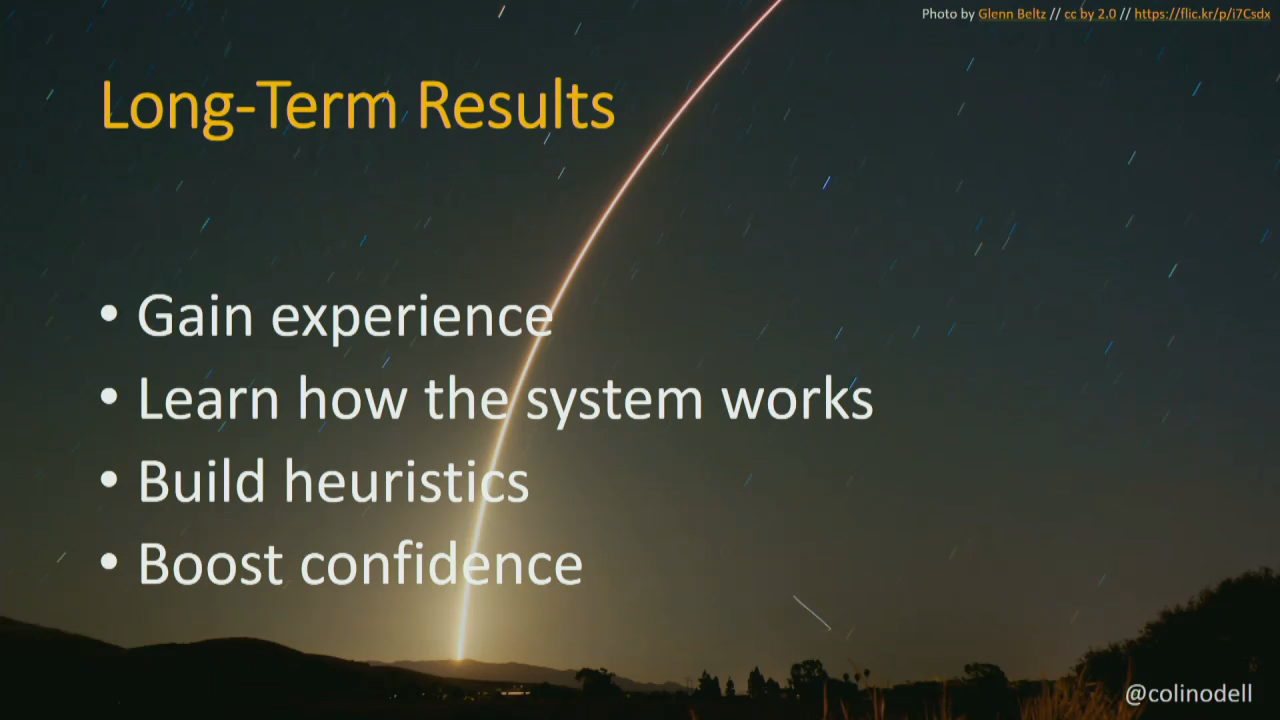 Photo by Glenn Beltz // cc by 2.0 // https://flic.kr/p/i7Csdx
Long-Term Results
• Gain experience
• Learn how the system works
• Build heuristics
• Boost confidence
@colinodell